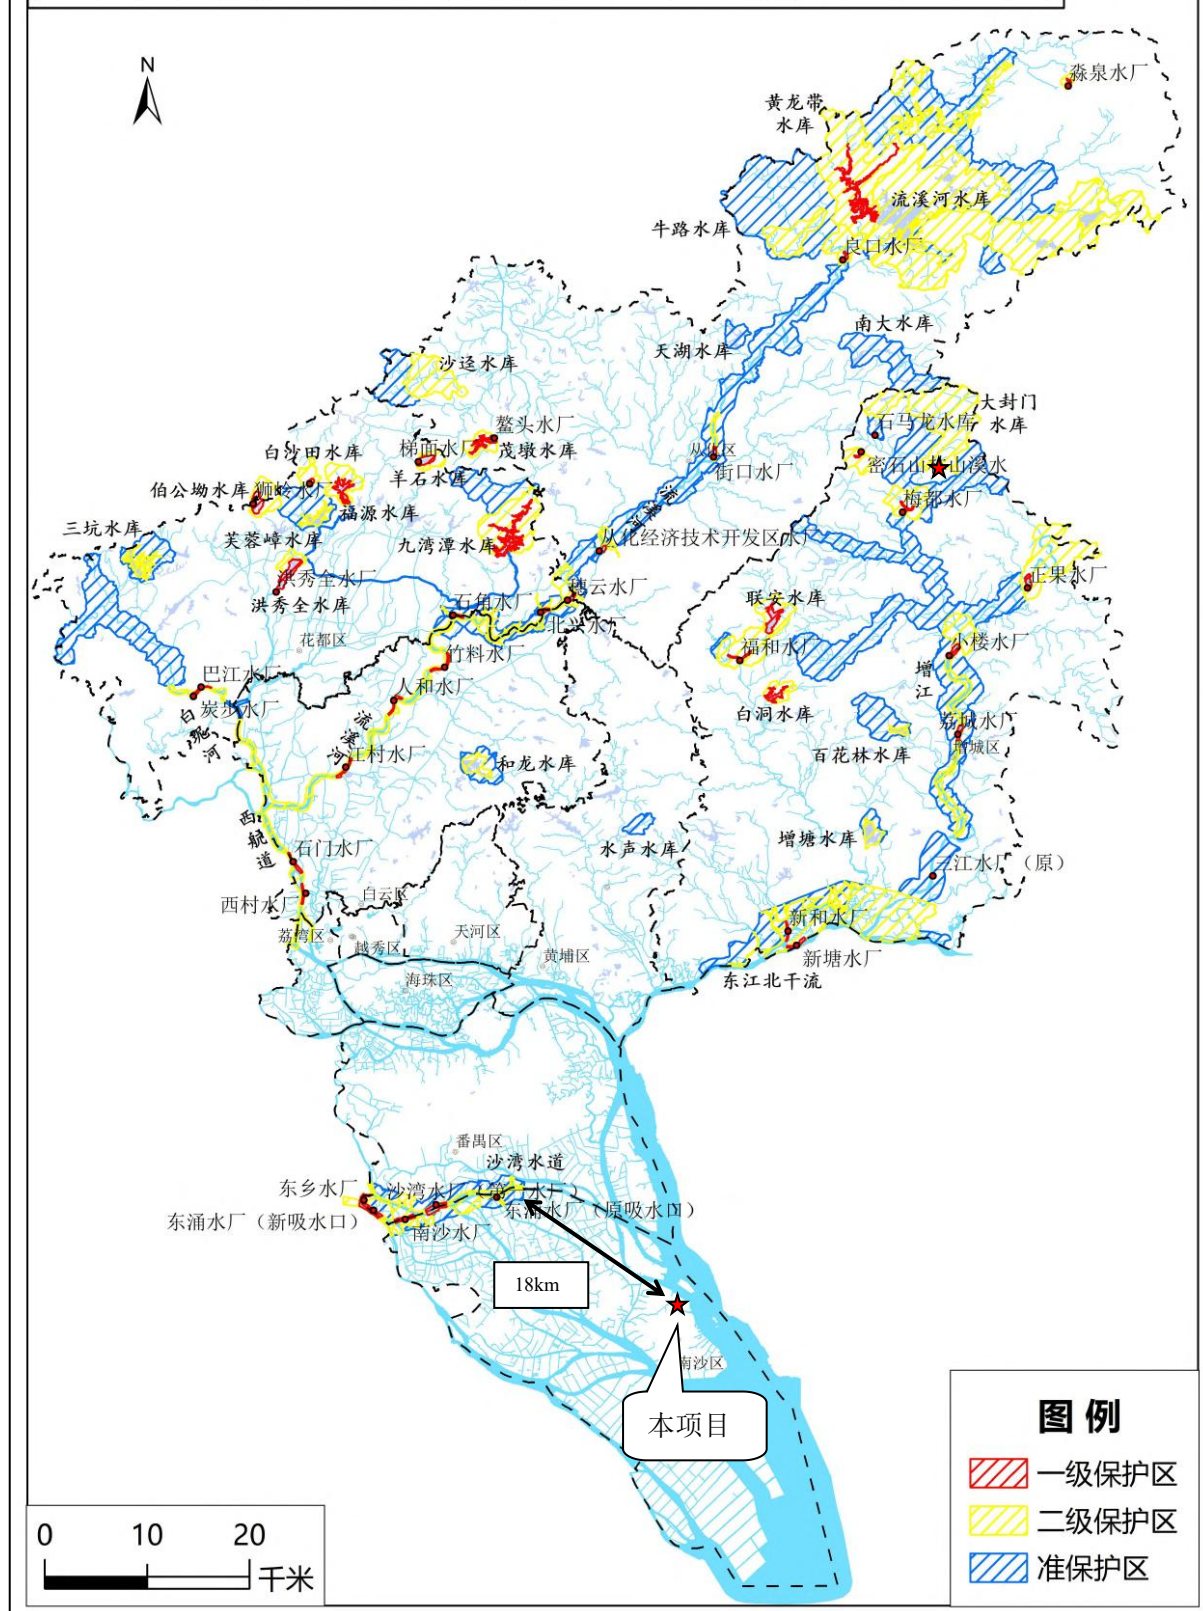 N
淼泉水厂
黄龙带
水库
流溪河水库
牛路水库
良口水厂
南大水库
天湖水库
沙迳水库
大封门
水库
石马龙水库
鳌头水厂
梯面水厂
茂墩水库
白沙田水库
从化区
街口水厂
羊石水库
伯公坳水库
狮岭水厂
梅都水厂
福源水库
三坑水库
芙蓉嶂水库
九湾潭水库
流溪河
从化经济技术开发区水厂
洪秀全水厂
正果水厂
洪秀全水库
穗云水厂
联安水库
石角水厂
北兴水厂
花都区
福和水厂
小楼水厂
竹料水厂
巴江水厂
人和水厂
增江
炭步水厂
白坭河
白洞水库
荔城水厂
增城区
流溪河
江村水厂
和龙水库
百花林水库
西航道
石门水厂
水声水库
增塘水库
三江水厂（原）
西村水厂
白云区
新和水厂
荔湾区
越秀区
天河区
黄埔区
新塘水厂
海珠区
东江北干流
番禺区
沙湾水道
东乡水厂
东涌水厂（原吸水口）
东涌水厂（新吸水口）
南沙水厂
18km
南沙区
本项目
图例
一级保护区
二级保护区
准保护区
0 10 20
千米